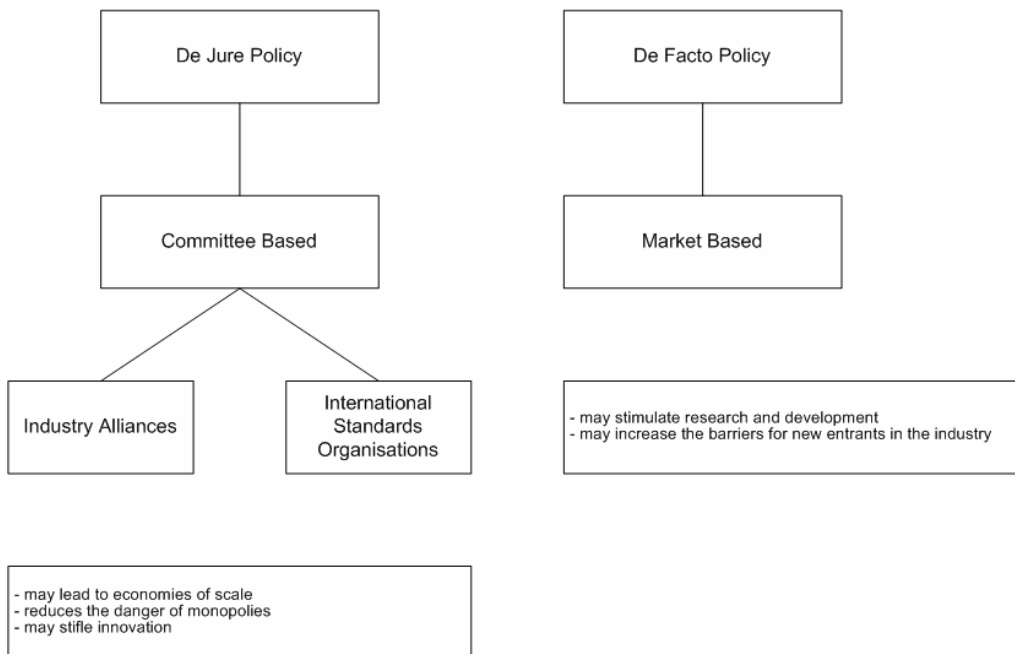 De Jure Policy
De Facto Policy
Committee Based
Market Based
Industry Alliances
International
Standards
Organisations
- may stimulate research and development
- may increase the barriers for new entrants in the industry
- may lead to economies of scale
- reduces the danger of monopolies
- may stifle innovation